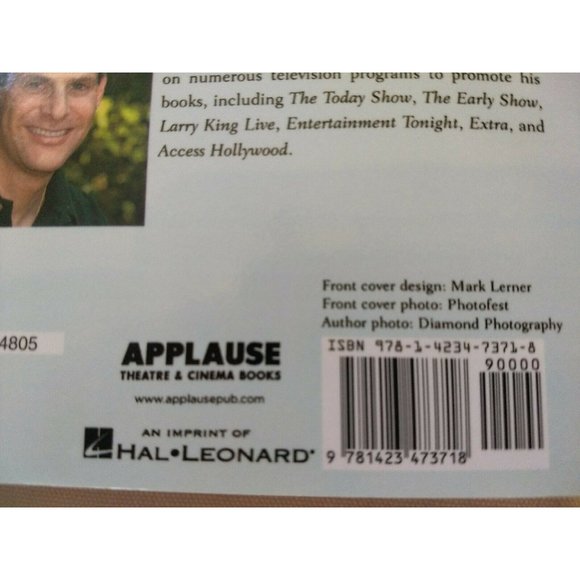 on numerous television programs to promote his
books, including The Today Show, The Early Show,
Larry King Live, Entertainment Tonight, Extra, and
Access Hollywood.
Front cover design: Mark Lerner
Front cover photo: Photofest
Author photo: Diamond Photography
4805
APPLAUSE
THEATRE & CINEMA BOOKS
www.applausepub.com
AN IMPRINT OF
HAL•LEONARD®
ISBN 978-1-4234-7371-8
90000
9 781423 473718